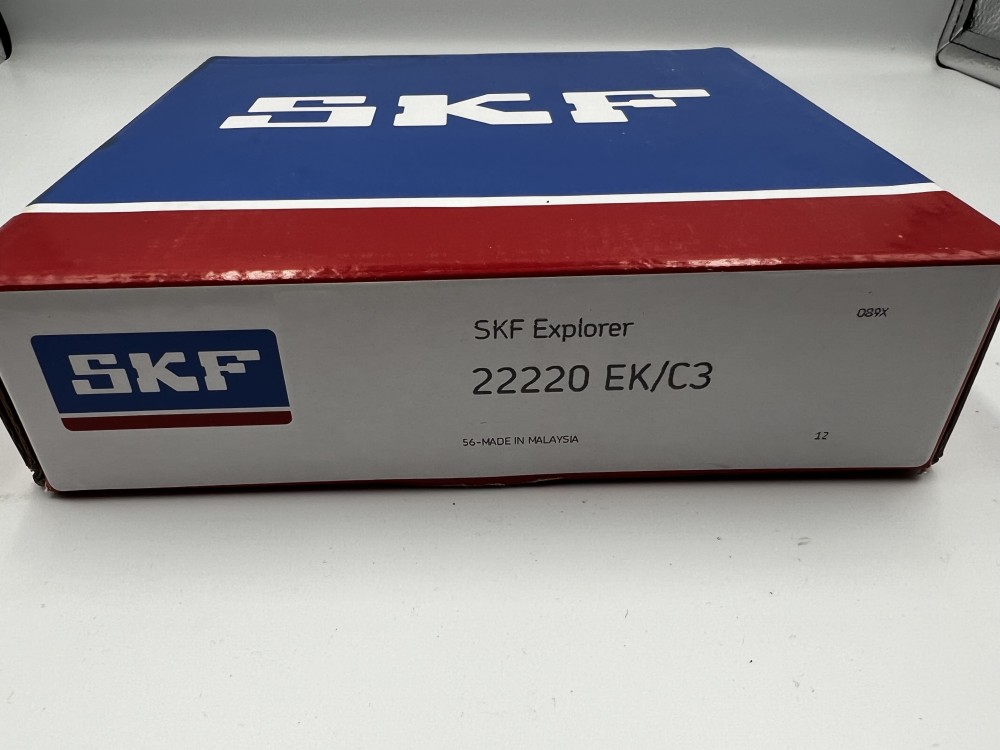 SKF
SKF
SKF Explorer
22220 EK/C3
56-MADE IN MALAYSIA
089X
12